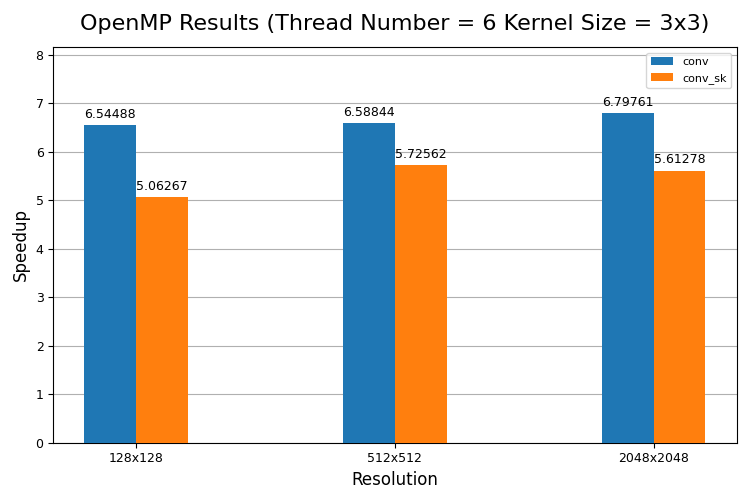 OpenMP Results (Thread Number = 6 Kernel Size = 3x3)
conv
conv_sk
8
7
6
5
4
3
2
1
0
Speedup
6.54488
5.06267
6.58844
5.72562
6.79761
5.61278
128x128
512x512
2048x2048
Resolution